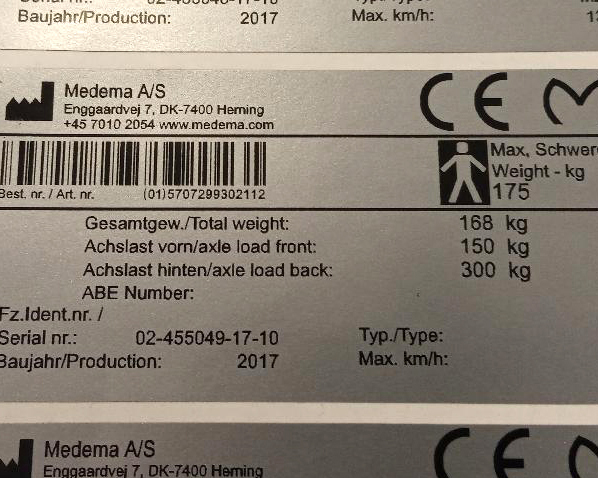 Baujahr/Production: 2017 Max. km/h:
Medema A/S
Enggaardvej 7, DK-7400 Herning
+45 7010 2054 www.medema.com
CE
Max, Schwer
Weight - kg
175
Best. nr. / Art. nr. (01)5707299302112
Gesamtgew./Total weight: 168 kg
Achslast vorn/axle load front: 150 kg
Achslast hinten/axle load back: 300 kg
ABE Number:
Fz.Ident.nr. /
Serial nr.: 02-455049-17-10 Typ./Type:
Baujahr/Production: 2017 Max. km/h:
Medema A/S
Enggaardvej 7, DK-7400 Herning
CE